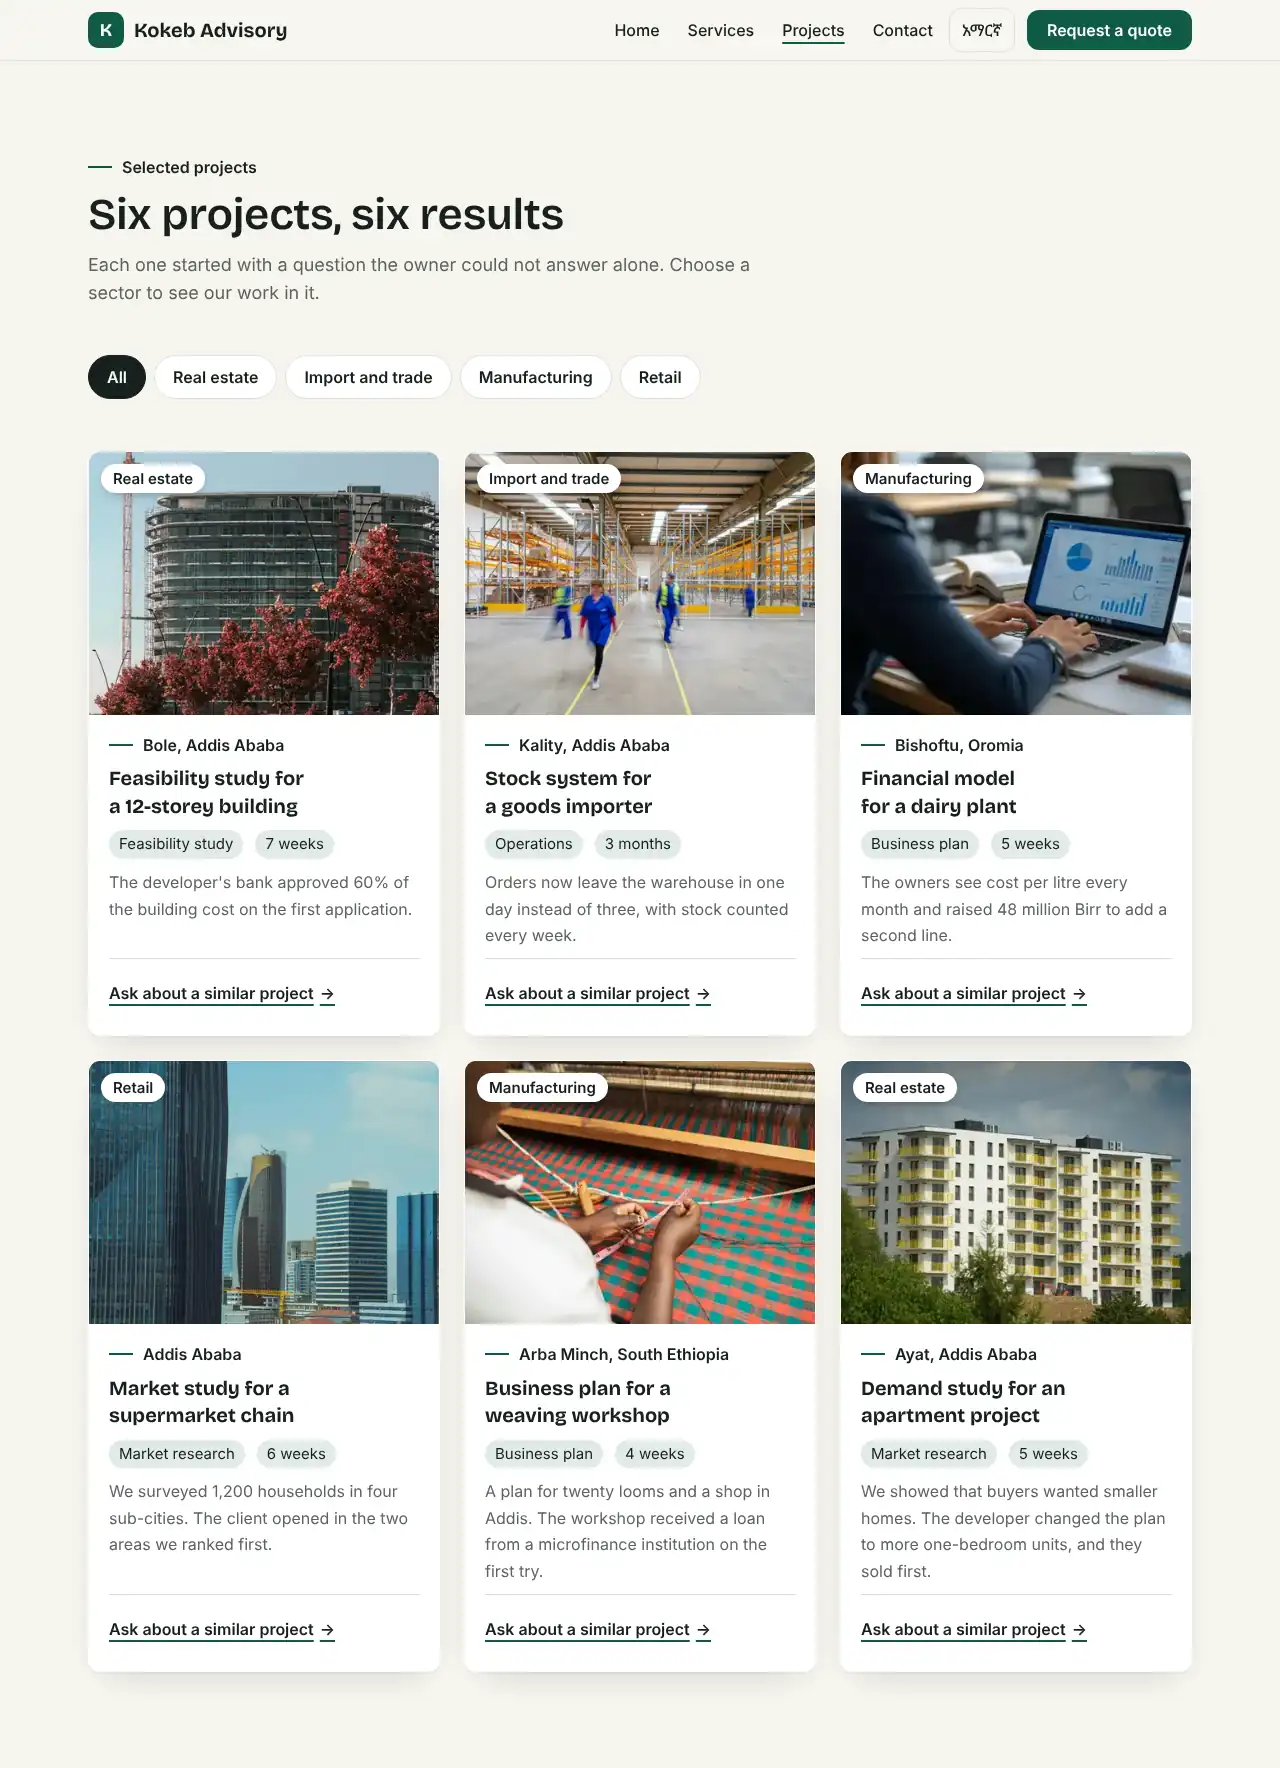 K Kokeb Advisory
Home Services Projects Contact አማርኛ Request a quote
Selected projects
Six projects, six results
Each one started with a question the owner could not answer alone. Choose a
sector to see our work in it.
All Real estate Import and trade Manufacturing Retail
Real estate
Bole, Addis Ababa
Feasibility study for
a 12-storey building
Feasibility study 7 weeks
The developer's bank approved 60% of
the building cost on the first application.
Ask about a similar project →
Import and trade
Kality, Addis Ababa
Stock system for
a goods importer
Operations 3 months
Orders now leave the warehouse in one
day instead of three, with stock counted
every week.
Ask about a similar project →
Manufacturing
Bishoftu, Oromia
Financial model
for a dairy plant
Business plan 5 weeks
The owners see cost per litre every
month and raised 48 million Birr to add a
second line.
Ask about a similar project →
Retail
Addis Ababa
Market study for a
supermarket chain
Market research 6 weeks
We surveyed 1,200 households in four
sub-cities. The client opened in the two
areas we ranked first.
Ask about a similar project →
Manufacturing
Arba Minch, South Ethiopia
Business plan for a
weaving workshop
Business plan 4 weeks
A plan for twenty looms and a shop in
Addis. The workshop received a loan
from a microfinance institution on the
first try.
Ask about a similar project →
Real estate
Ayat, Addis Ababa
Demand study for an
apartment project
Market research 5 weeks
We showed that buyers wanted smaller
homes. The developer changed the plan
to more one-bedroom units, and they
sold first.
Ask about a similar project →